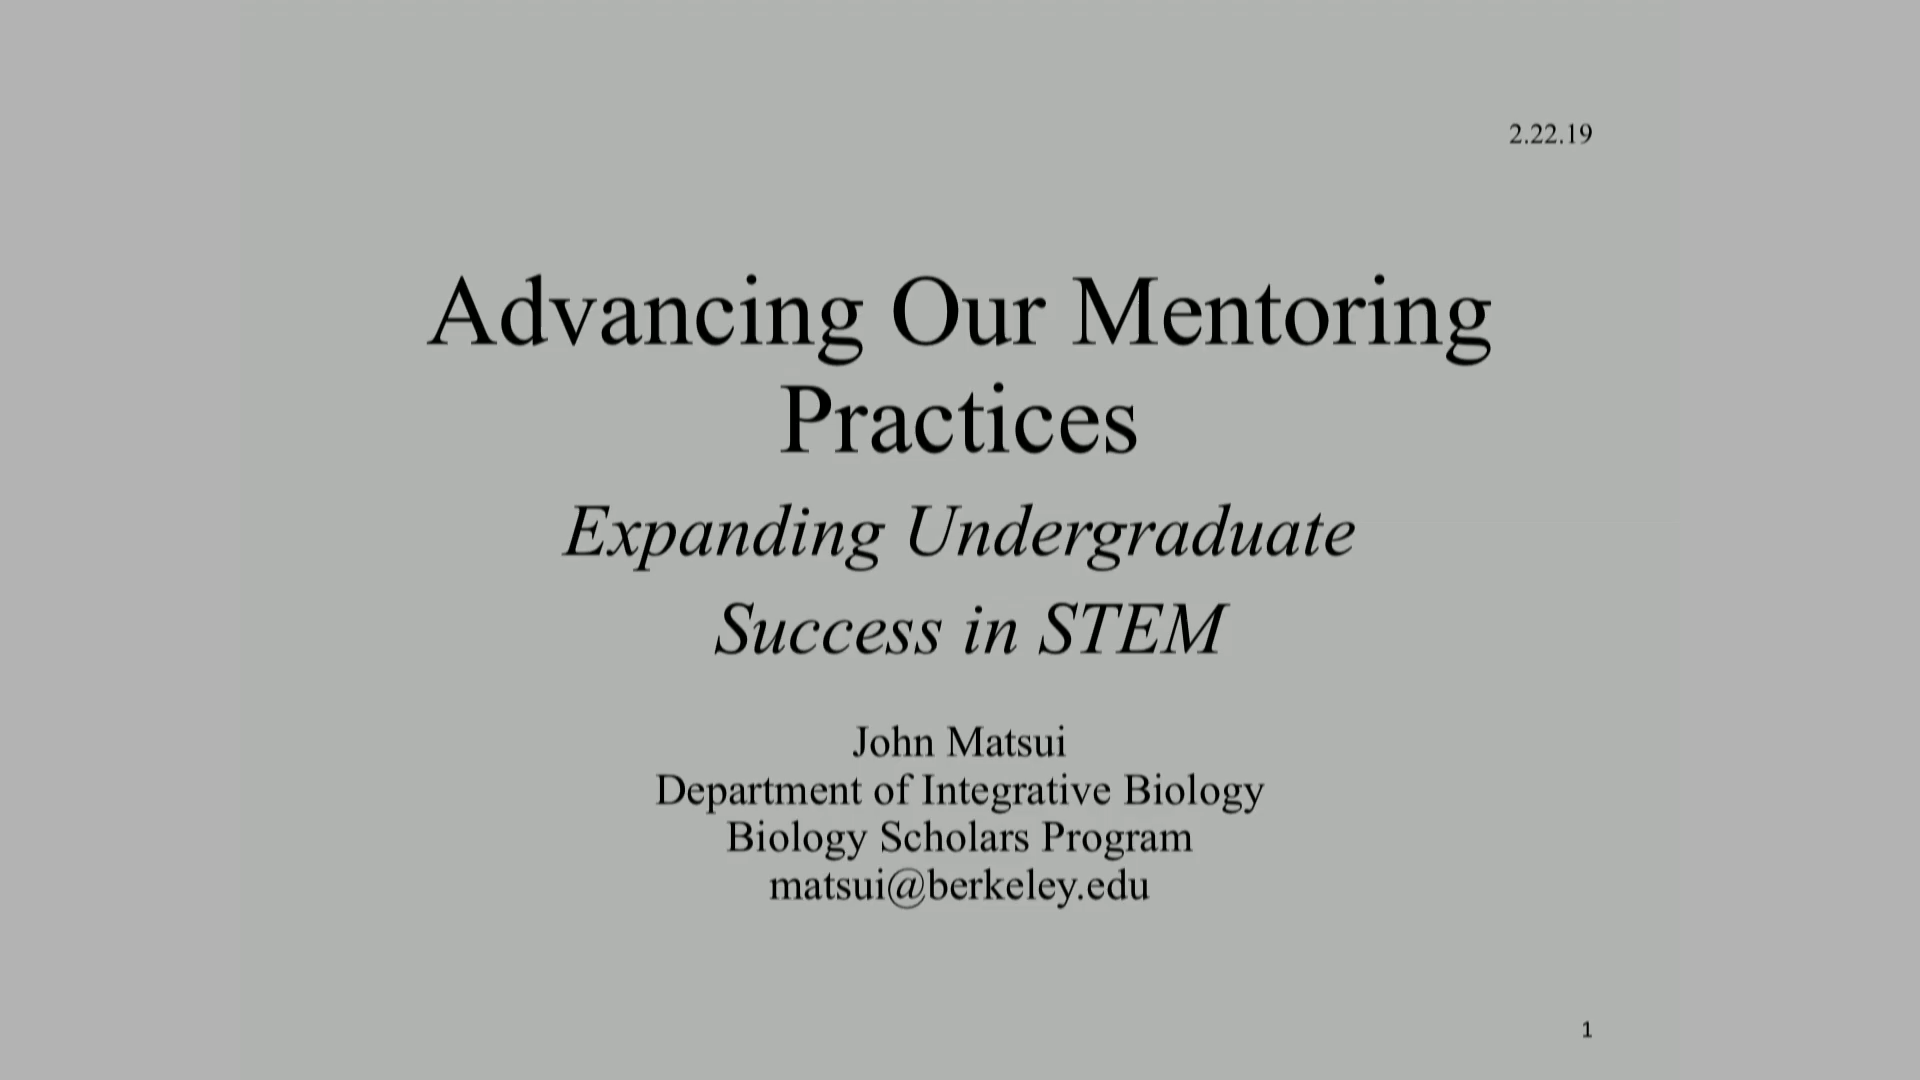 2.22.19
Advancing Our Mentoring
Practices
Expanding Undergraduate
Success in STEM
John Matsui
Department of Integrative Biology
Biology Scholars Program
matsui@berkeley.edu
1